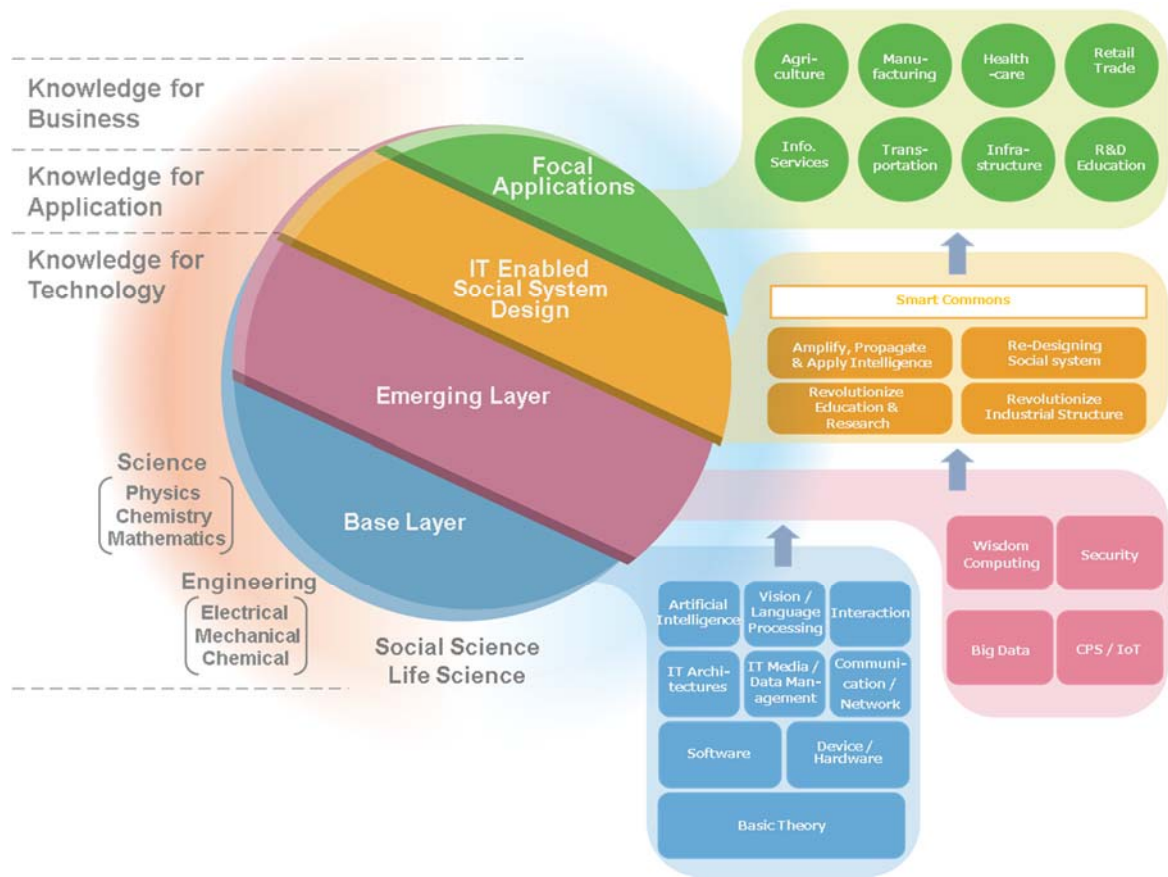 Knowledge for
Business
Knowledge for
Application
Knowledge for
Technology
Science
Physics
Chemistry
Mathematics
Engineering
Electrical
Mechanical
Chemical
Social Science
Life Science
Focal
Applications
IT Enabled
Social System
Design
Emerging Layer
Base Layer
Agri-
culture
Manu-
facturing
Health
-care
Retail
Trade
Info.
Services
Trans-
portation
Infra-
structure
R&D
Education
Smart Commons
Amplify, Propagate
& Apply Intelligence
Re-Designing
Social system
Revolutionize
Education &
Research
Revolutionize
Industrial Structure
Wisdom
Computing
Security
Big Data
CPS / IoT
Artificial
Intelligence
Vision /
Language
Processing
Interaction
IT Archi-
tectures
IT Media /
Data Man-
agement
Communi-
cation /
Network
Software
Device /
Hardware
Basic Theory